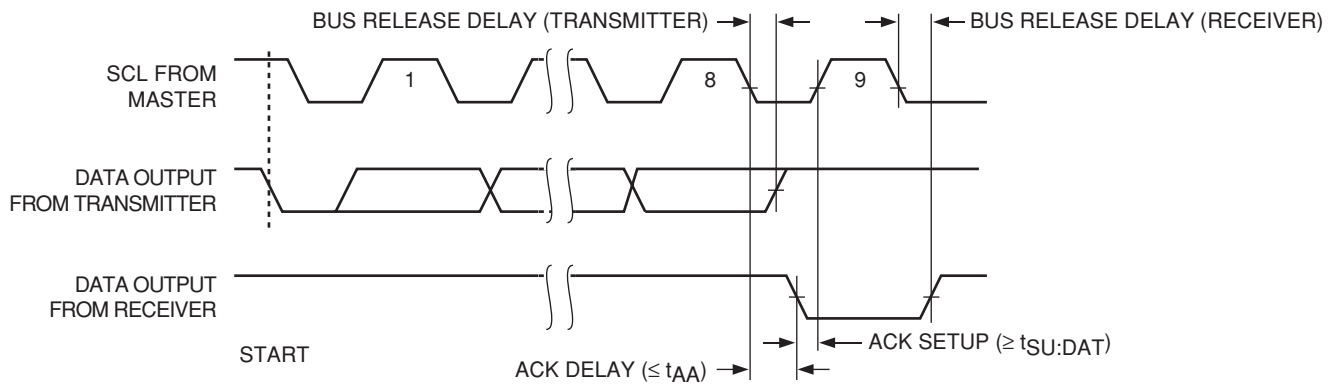 BUS RELEASE DELAY (TRANSMITTER)
BUS RELEASE DELAY (RECEIVER)
SCL FROM
MASTER
1
8
9
DATA OUTPUT
FROM TRANSMITTER
DATA OUTPUT
FROM RECEIVER
START
ACK SETUP (≥ tSU:DAT)
ACK DELAY (≤ tAA)